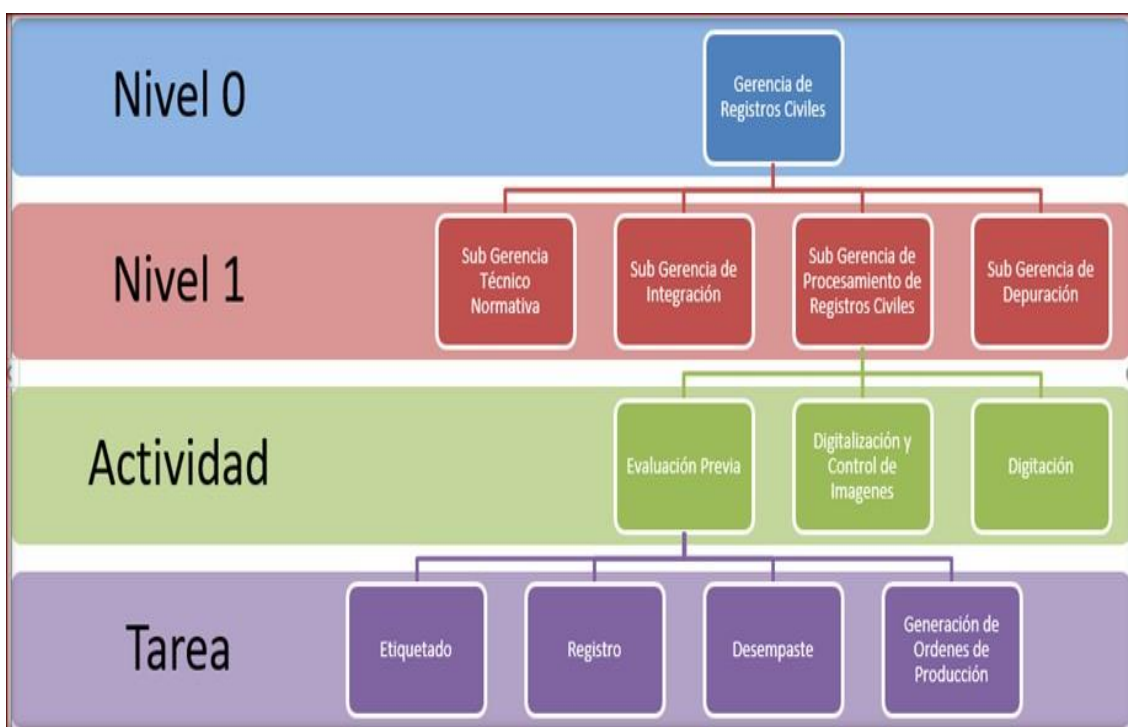 Nivel 0
Gerencia de
Registros Civiles
Nivel 1
Sub Gerencia
Técnico
Normativa
Sub Gerencia de
Integración
Sub Gerencia de
Procesamiento de
Registros Civiles
Sub Gerencia de
Depuración
Actividad
Evaluación Previa
Digitalización y
Control de
Imagenes
Digitación
Tarea
Etiquetado
Registro
Desempaste
Generación de
Ordenes de
Producción